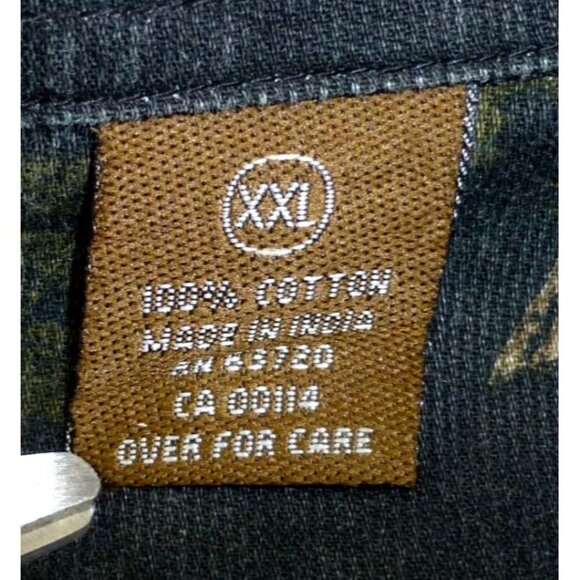 XXL
100% COTTON
MADE IN INDIA
RN 63720
CA 00114
OVER FOR CARE